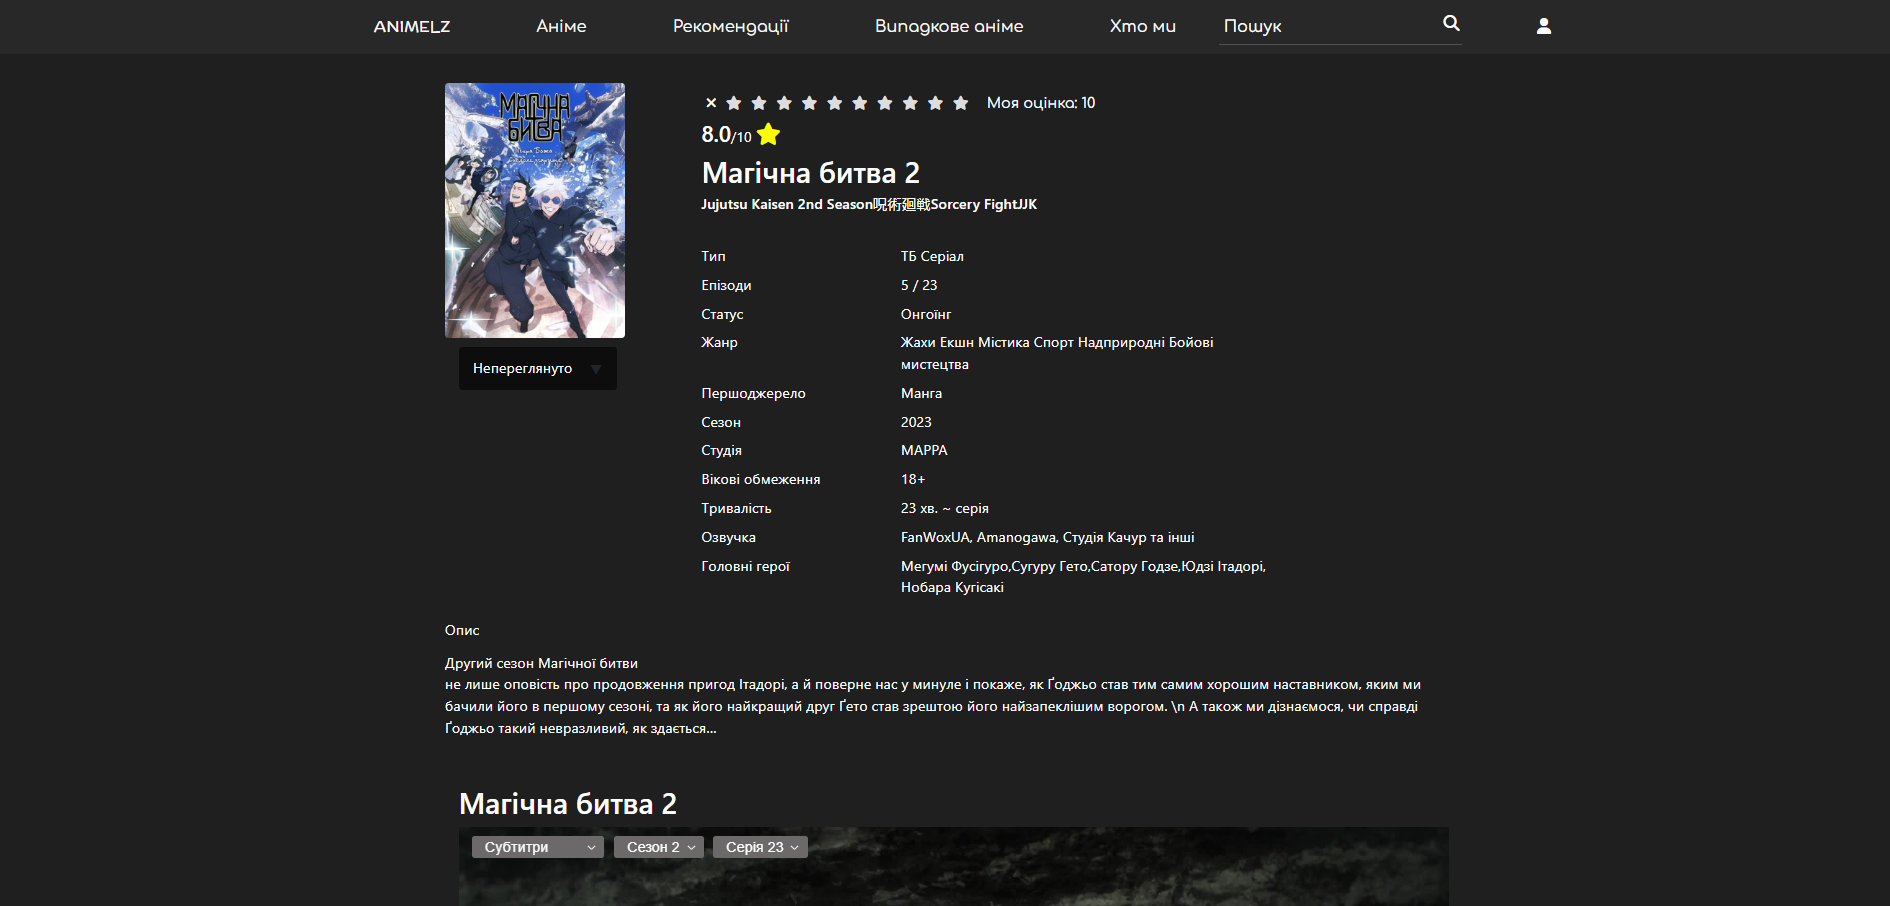 ANIMELZ Аніме Рекомендації Випадкове аніме Хто ми Пошук
МАГІЧНА
БИТВА
✕ Моя оцінка: 10
8.0/10
Магічна битва 2
Jujutsu Kaisen 2nd Season呪術廻戦Sorcery FightJJK
Тип ТБ Серіал
Епізоди 5 / 23
Статус Онгоїнг
Жанр Жахи Екшн Містика Спорт Надприродні Бойові
мистецтва
Першоджерело Манга
Сезон 2023
Студія MAPPA
Вікові обмеження 18+
Тривалість 23 хв. ~ серія
Озвучка FanWoxUA, Amanogawa, Студія Качур та інші
Головні герої Мегумі Фусігуро,Сугуру Гето,Сатору Годзе,Юдзі Ітадорі,
Нобара Кугісакі
Непереглянуто
Опис
Другий сезон Магічної битви
не лише оповість про продовження пригод Ітадорі, а й поверне нас у минуле і покаже, як Ґоджьо став тим самим хорошим наставником, яким ми
бачили його в першому сезоні, та як його найкращий друг Ґето став зрештою його найзапеклішим ворогом. \n А також ми дізнаємося, чи справді
Ґоджьо такий невразливий, як здається...
Магічна битва 2
Субтитри Сезон 2 Серія 23